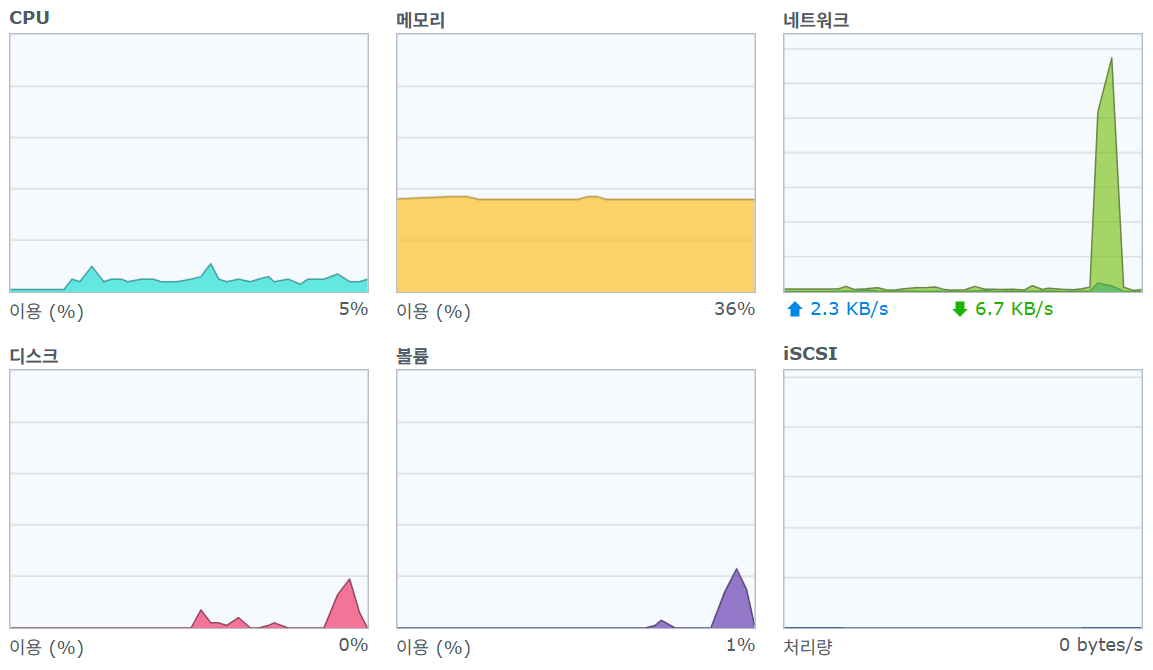 CPU
메모리
네트워크
이용 (%) 5%
이용 (%) 36%
2.3 KB/s 6.7 KB/s
디스크
볼륨
iSCSI
이용 (%) 0%
이용 (%) 1%
처리량 0 bytes/s